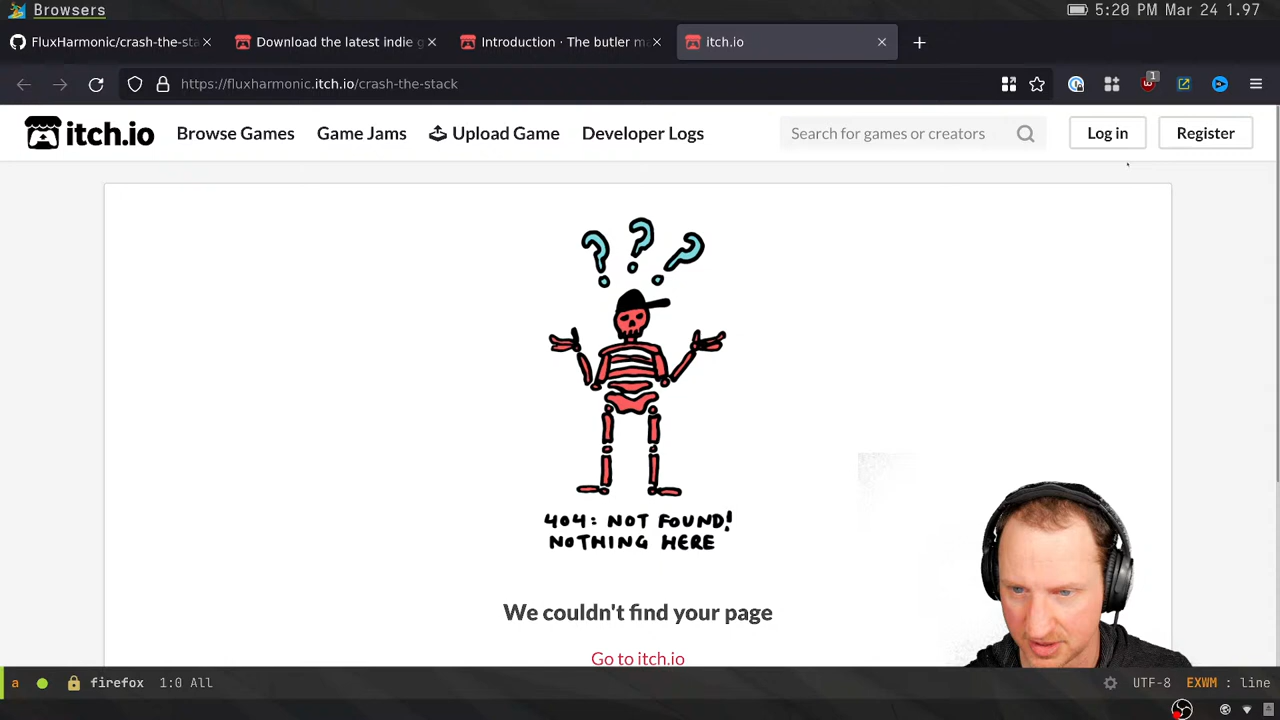 Browsers
5:20 PM Mar 24 1.97
FluxHarmonic/crash-the-sta
Download the latest indie g
Introduction · The butler ma
itch.io
https://fluxharmonic.itch.io/crash-the-stack
1
itch.io
Browse Games
Game Jams
Upload Game
Developer Logs
Search for games or creators
Log in
Register
404: NOT FOUND!
NOTHING HERE
We couldn't find your page
Go to itch.io
a
firefox
1:0 All
UTF-8
EXWM : line